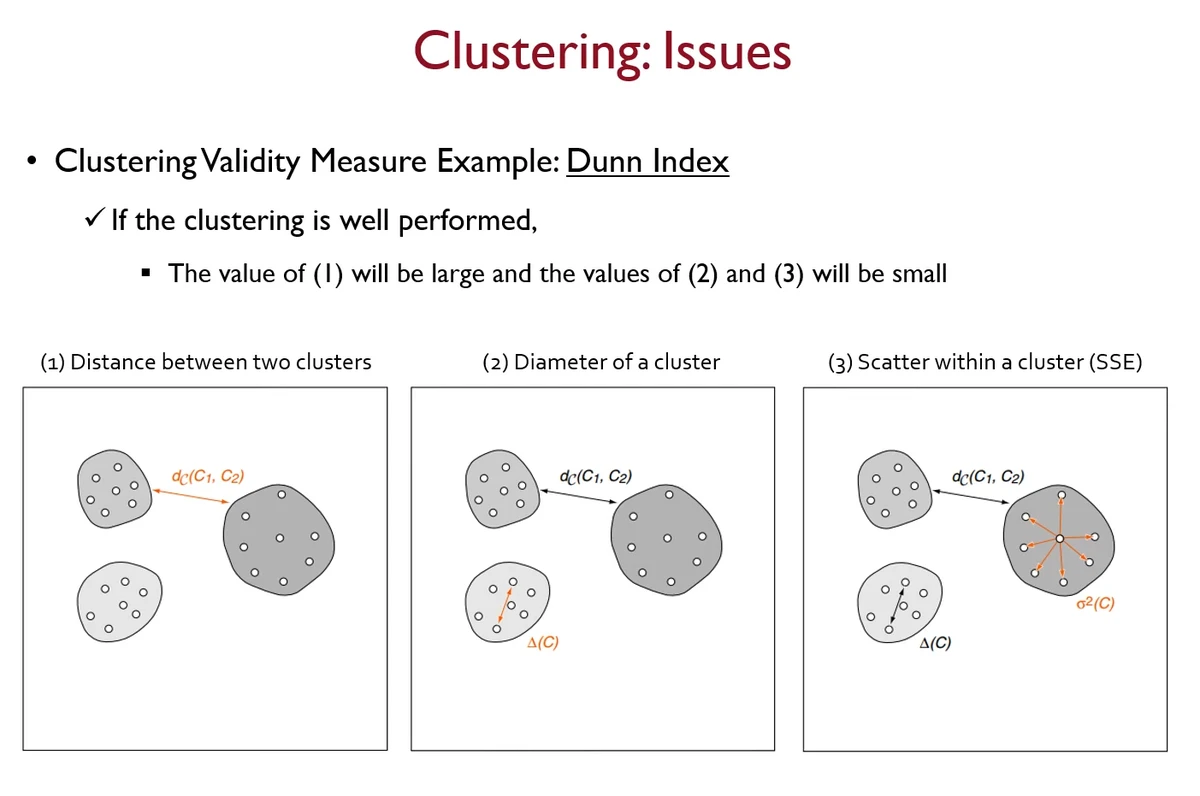 Clustering: Issues
• Clustering Validity Measure Example: Dunn Index
✓ If the clustering is well performed,
▪ The value of (1) will be large and the values of (2) and (3) will be small
(1) Distance between two clusters
(2) Diameter of a cluster
(3) Scatter within a cluster (SSE)
dC(C1, C2)
dC(C1, C2)
Δ(C)
dC(C1, C2)
σ²(C)
Δ(C)